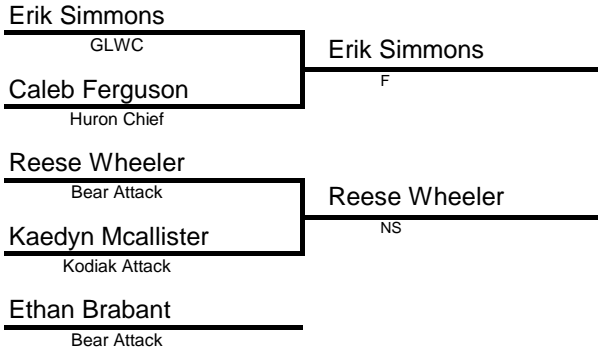 Erik Simmons
GLWC
Erik Simmons
F
Caleb Ferguson
Huron Chief
Reese Wheeler
Bear Attack
Reese Wheeler
NS
Kaedyn Mcallister
Kodiak Attack
Ethan Brabant
Bear Attack